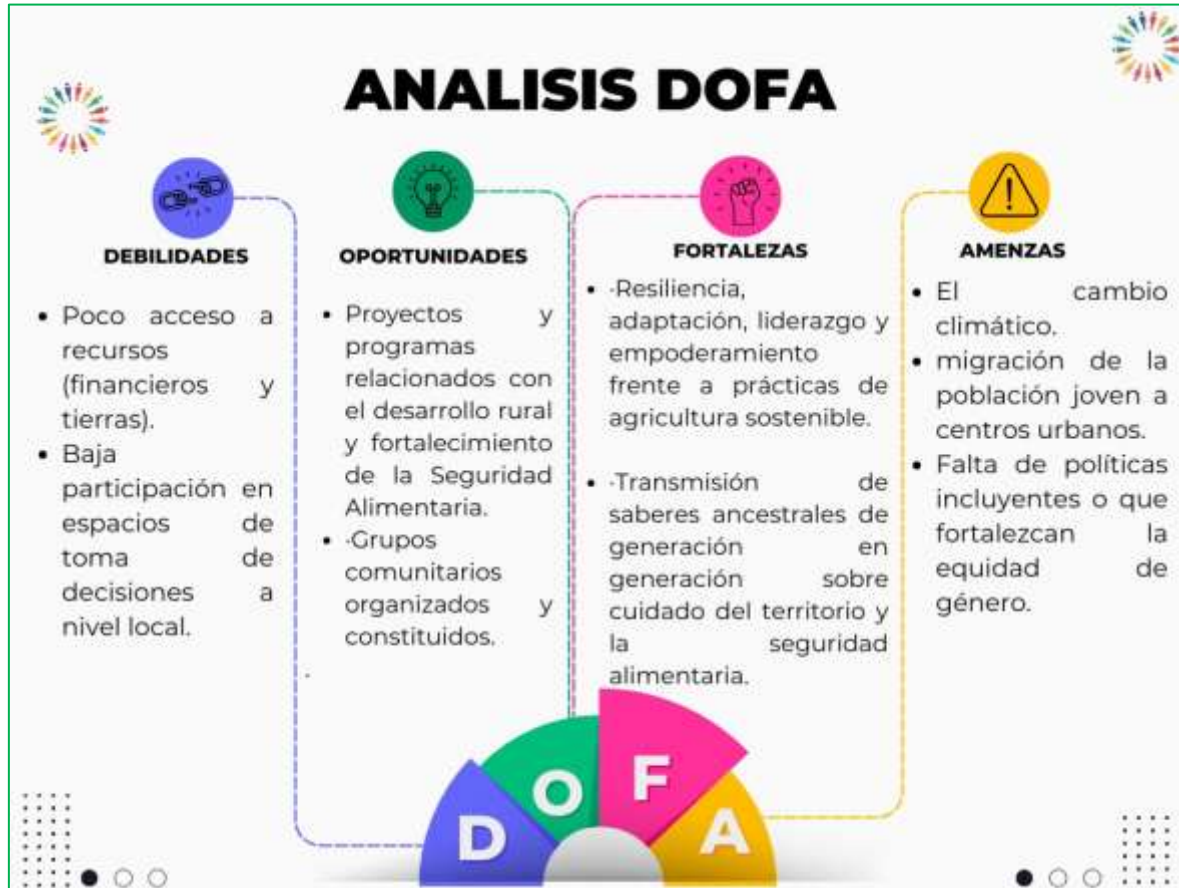 ANALISIS DOFA
DEBILIDADES
• Poco acceso a
recursos
(financieros y
tierras).
• Baja
participación en
espacios de
toma de
decisiones a
nivel local.
OPORTUNIDADES
• Proyectos y
programas
relacionados con
el desarrollo rural
y fortalecimiento
de la Seguridad
Alimentaria.
• ·Grupos
comunitarios
organizados y
constituidos.
.
FORTALEZAS
• ·Resiliencia,
adaptación, liderazgo y
empoderamiento
frente a prácticas de
agricultura sostenible.
• ·Transmisión de
saberes ancestrales de
generación en
generación sobre
cuidado del territorio y
la seguridad
alimentaria.
AMENZAS
• El cambio
climático.
• migración de la
población joven a
centros urbanos.
• Falta de políticas
incluyentes o que
fortalezcan la
equidad de
género.
D O F A